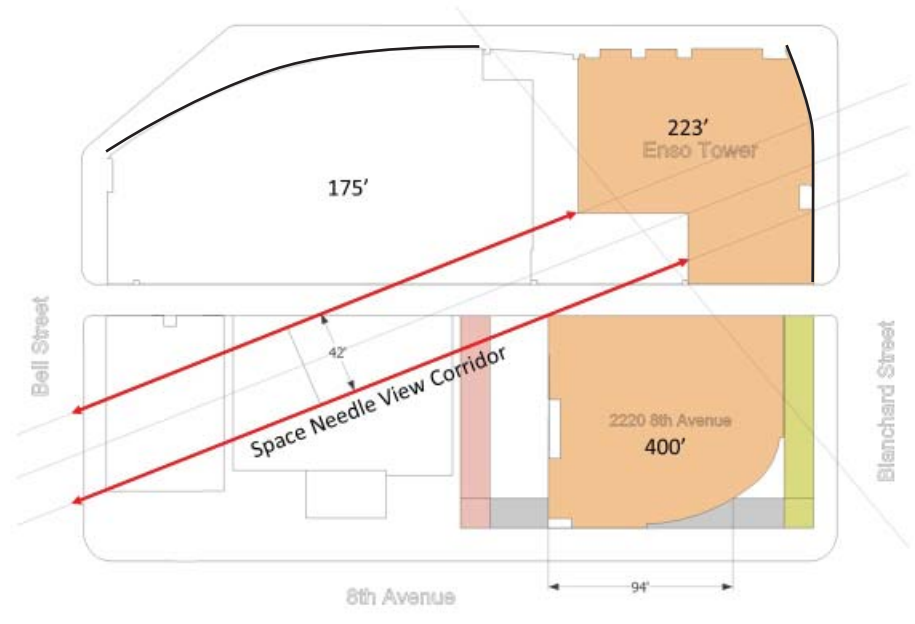 223’
Enso Tower
175’
Bell Street
42'
Space Needle View Corridor
2220 8th Avenue
400’
Blanchard Street
94'
8th Avenue